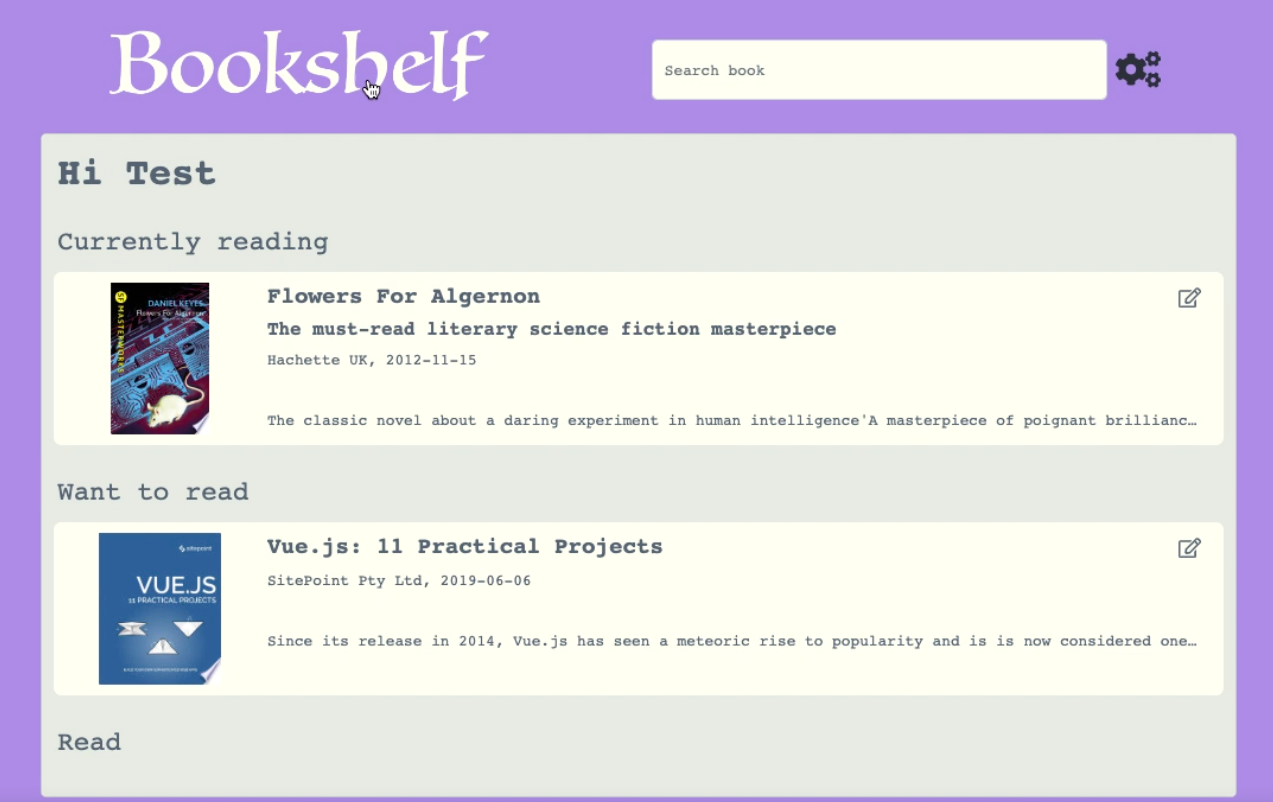 Bookshelf
Search book
Hi Test
Currently reading
SF MASTERWORKS
DANIEL KEYES
Flowers For Algernon
Flowers For Algernon
The must-read literary science fiction masterpiece
Hachette UK, 2012-11-15
The classic novel about a daring experiment in human intelligence'A masterpiece of poignant brillianc…
Want to read
sitepoint
VUE.JS
11 PRACTICAL PROJECTS
Vue.js: 11 Practical Projects
SitePoint Pty Ltd, 2019-06-06
Since its release in 2014, Vue.js has seen a meteoric rise to popularity and is is now considered one…
Read